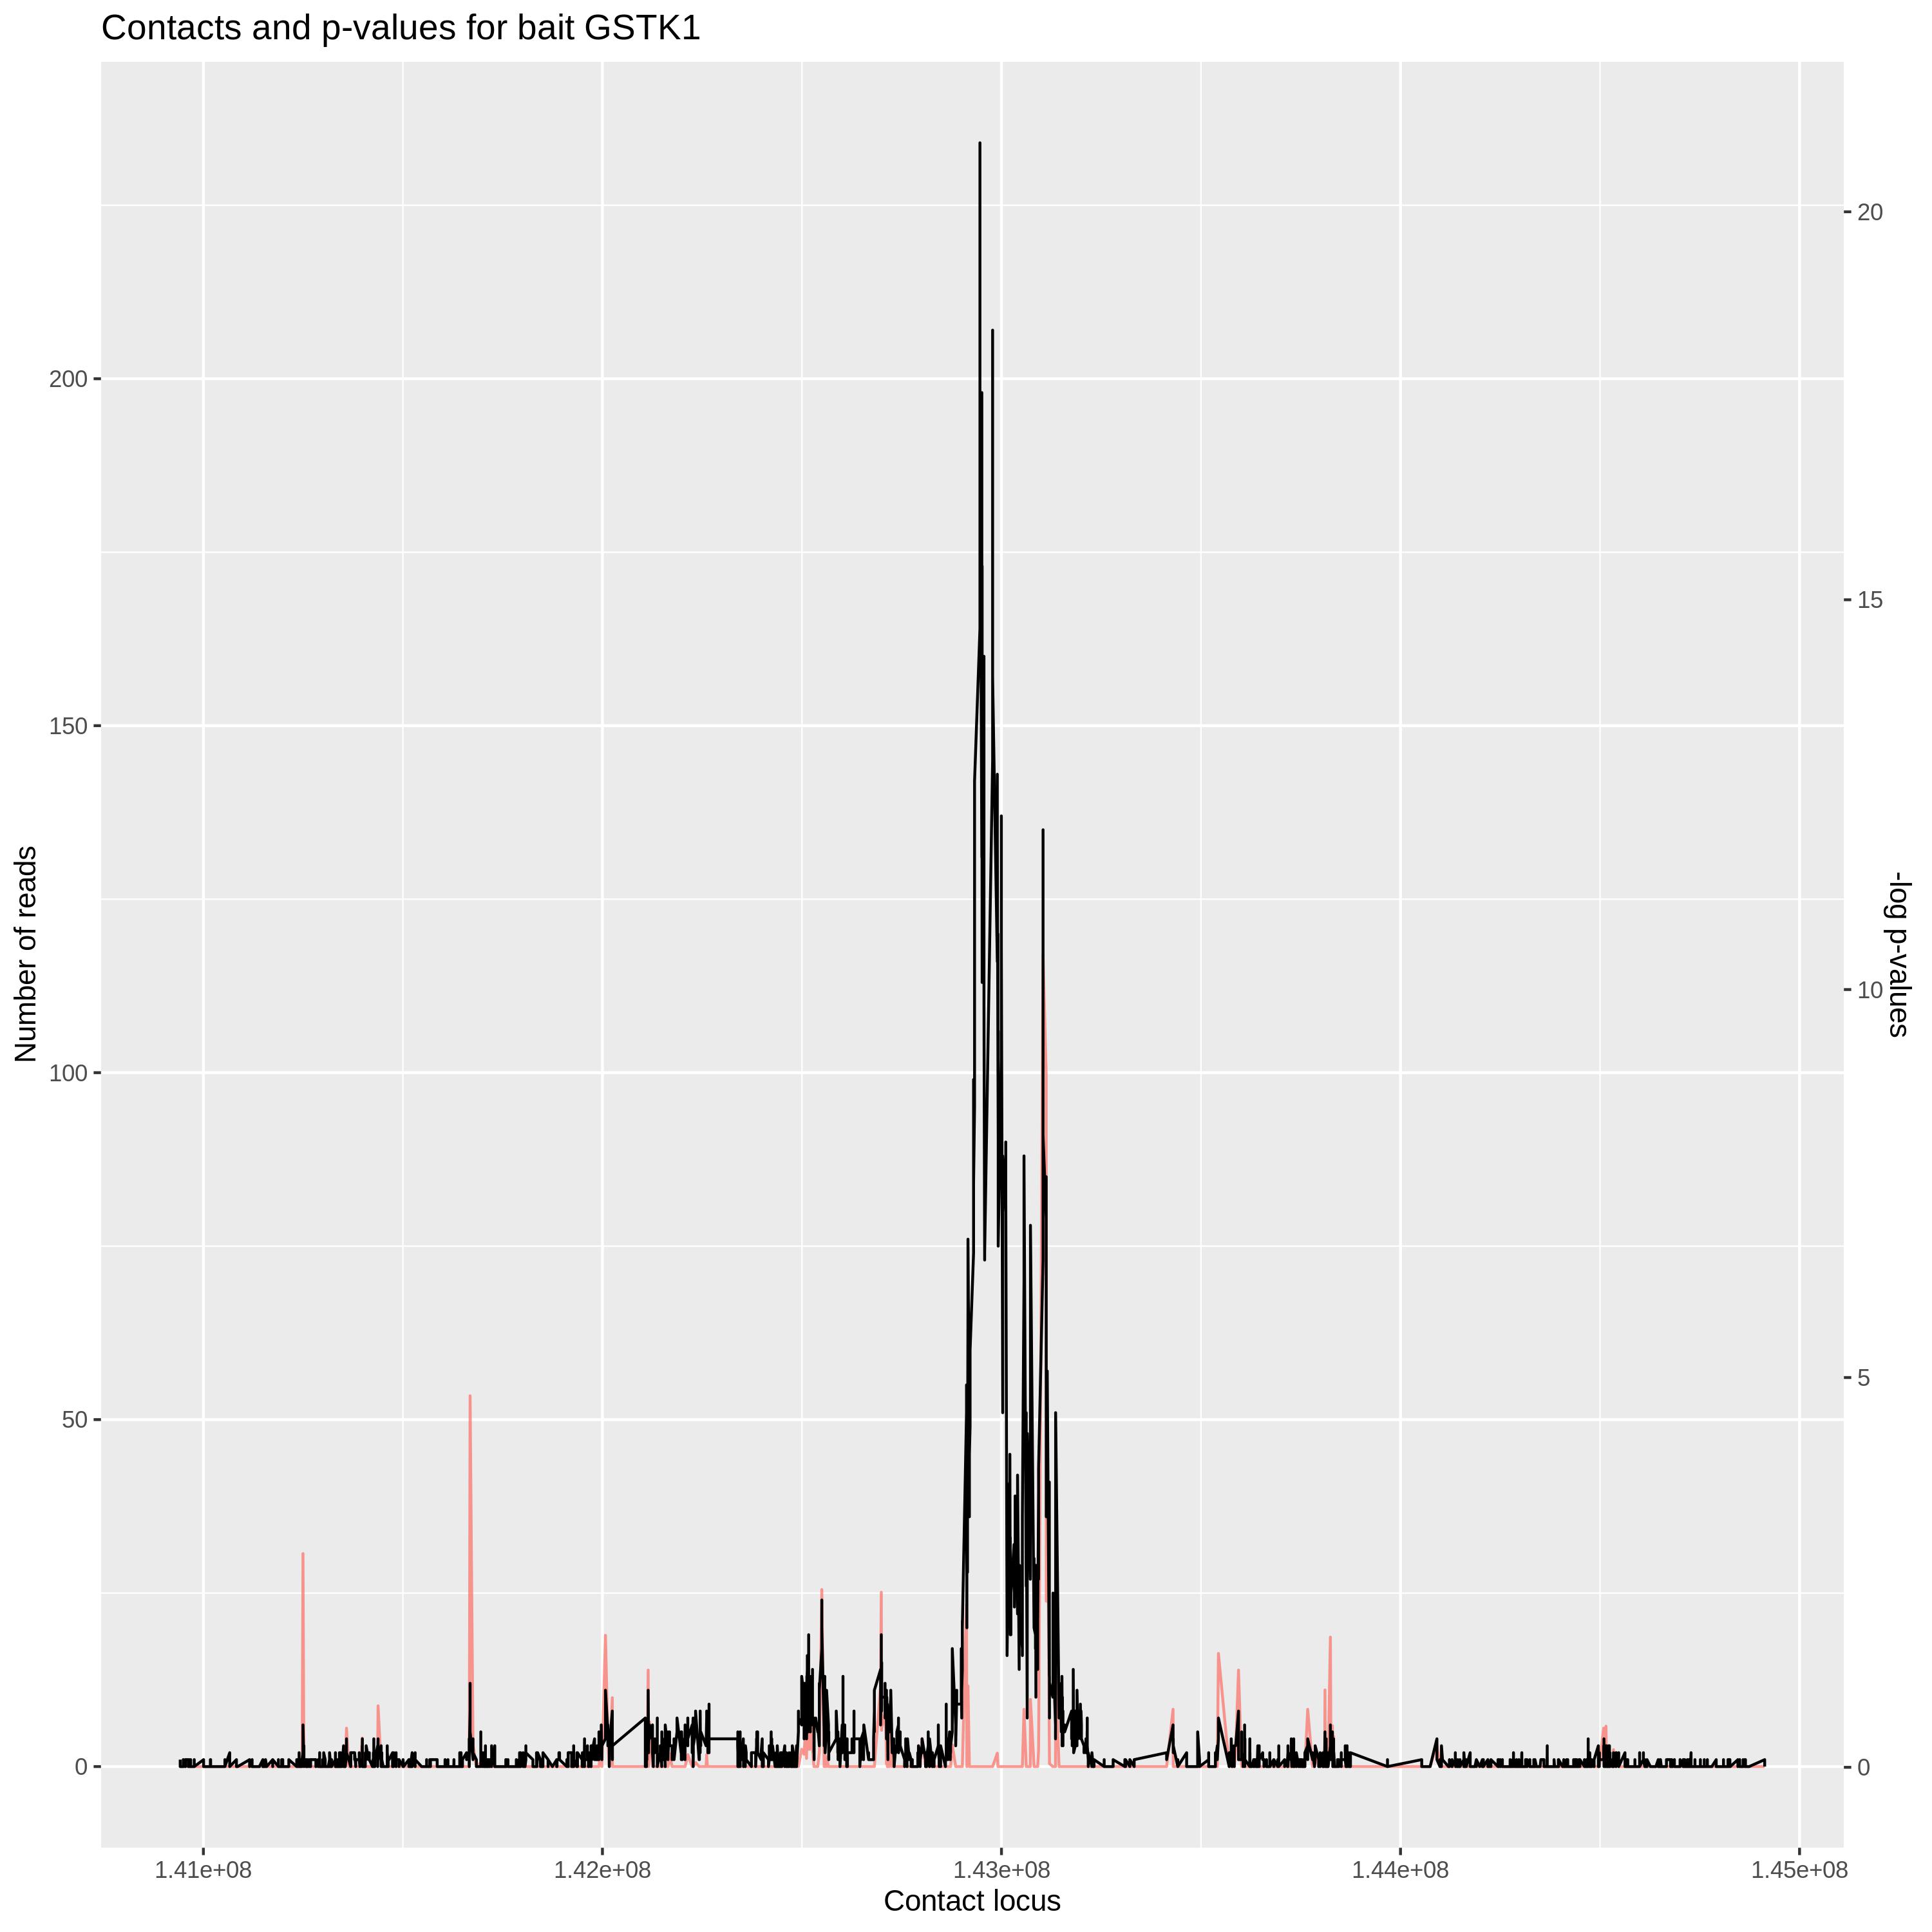 Contacts and p-values for bait GSTK1
Number of reads
200
150
100
50
0
20
15
10
5
0
-log p-values
1.41e+08
1.42e+08
1.43e+08
1.44e+08
1.45e+08
Contact locus